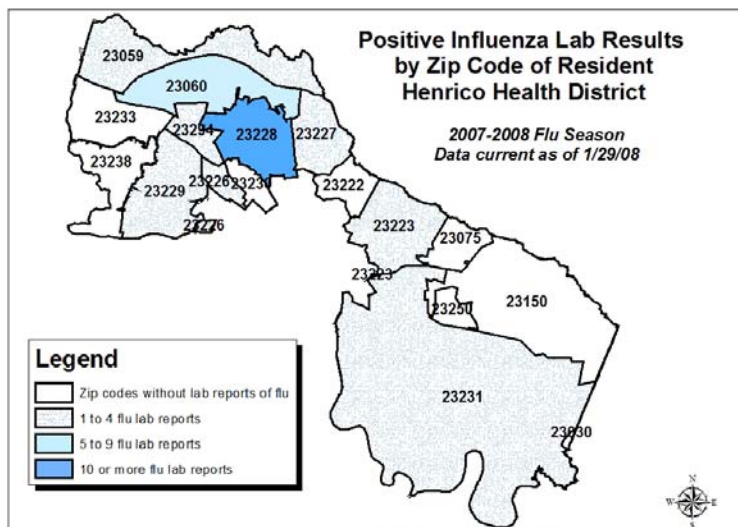 Positive Influenza Lab Results
by Zip Code of Resident
Henrico Health District
2007-2008 Flu Season
Data current as of 1/29/08
23059
23060
23233
23294
23228
23227
23238
23229
23226
23230
23222
23226
23223
23075
23223
23250
23150
23231
23030
Legend
Zip codes without lab reports of flu
1 to 4 flu lab reports
5 to 9 flu lab reports
10 or more flu lab reports
N
W
E
S